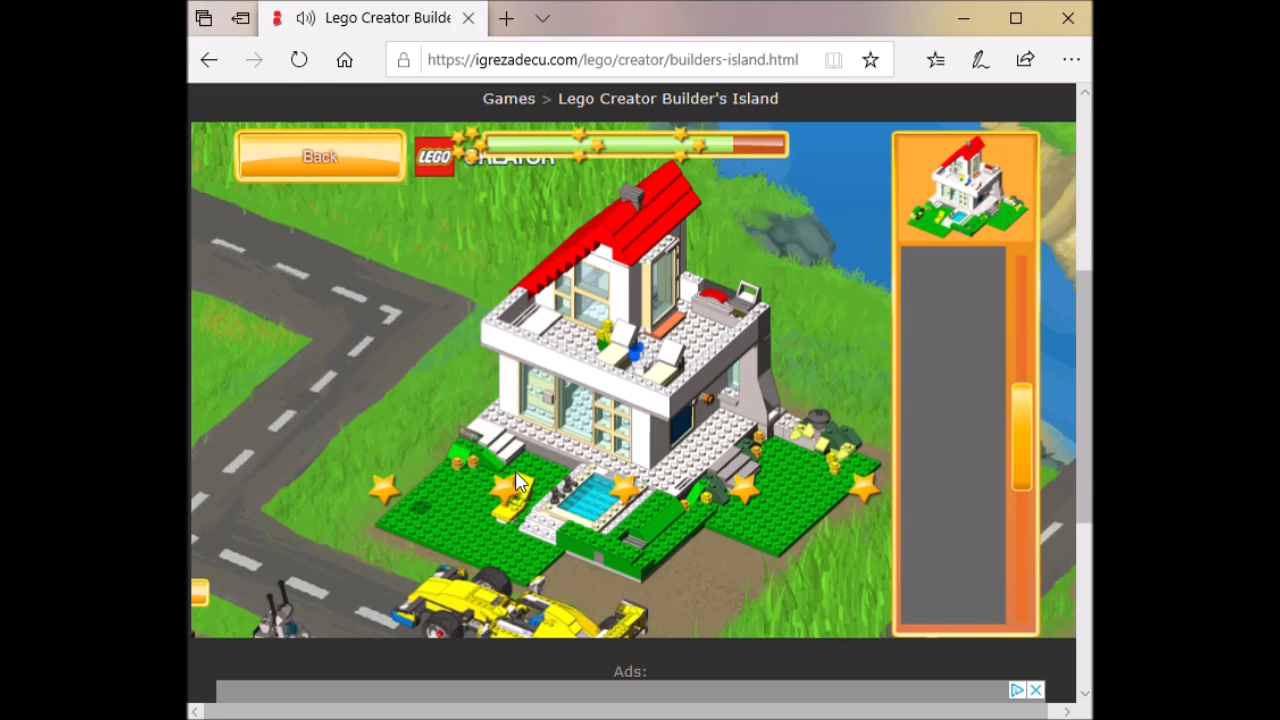 Lego Creator Builde
https://igrezadecu.com/lego/creator/builders-island.html
Games > Lego Creator Builder's Island
Back
LEGO CREATOR
Ads: